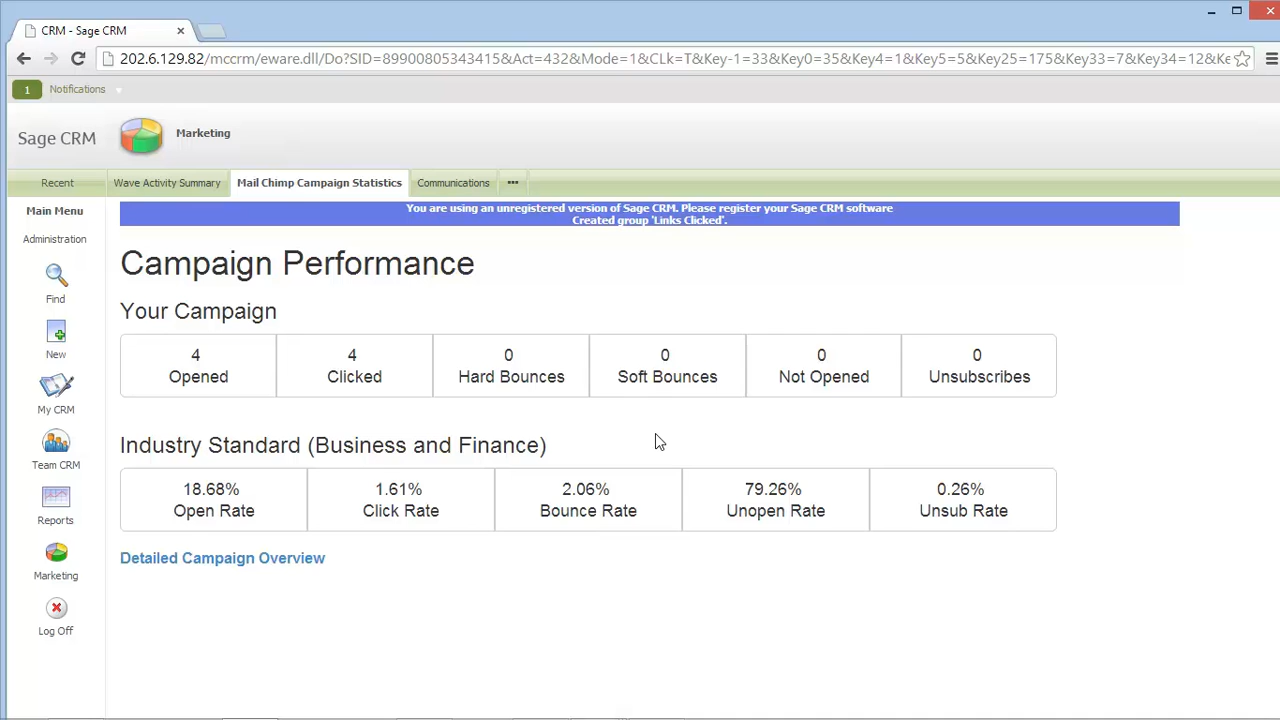 CRM - Sage CRM
202.6.129.82/mccrm/eware.dll/Do?SID=89900805343415&Act=432&Mode=1&CLk=T&Key-1=33&Key0=35&Key4=1&Key5=5&Key25=175&Key33=7&Key34=12&Ke
1 Notifications
Sage CRM
Marketing
Recent
Wave Activity Summary
Mail Chimp Campaign Statistics
Communications
Main Menu
Administration
Find
New
My CRM
Team CRM
Reports
Marketing
Log Off
You are using an unregistered version of Sage CRM. Please register your Sage CRM software
Created group 'Links Clicked'.
Campaign Performance
Your Campaign
4
Opened
4
Clicked
0
Hard Bounces
0
Soft Bounces
0
Not Opened
0
Unsubscribes
Industry Standard (Business and Finance)
18.68%
Open Rate
1.61%
Click Rate
2.06%
Bounce Rate
79.26%
Unopen Rate
0.26%
Unsub Rate
Detailed Campaign Overview